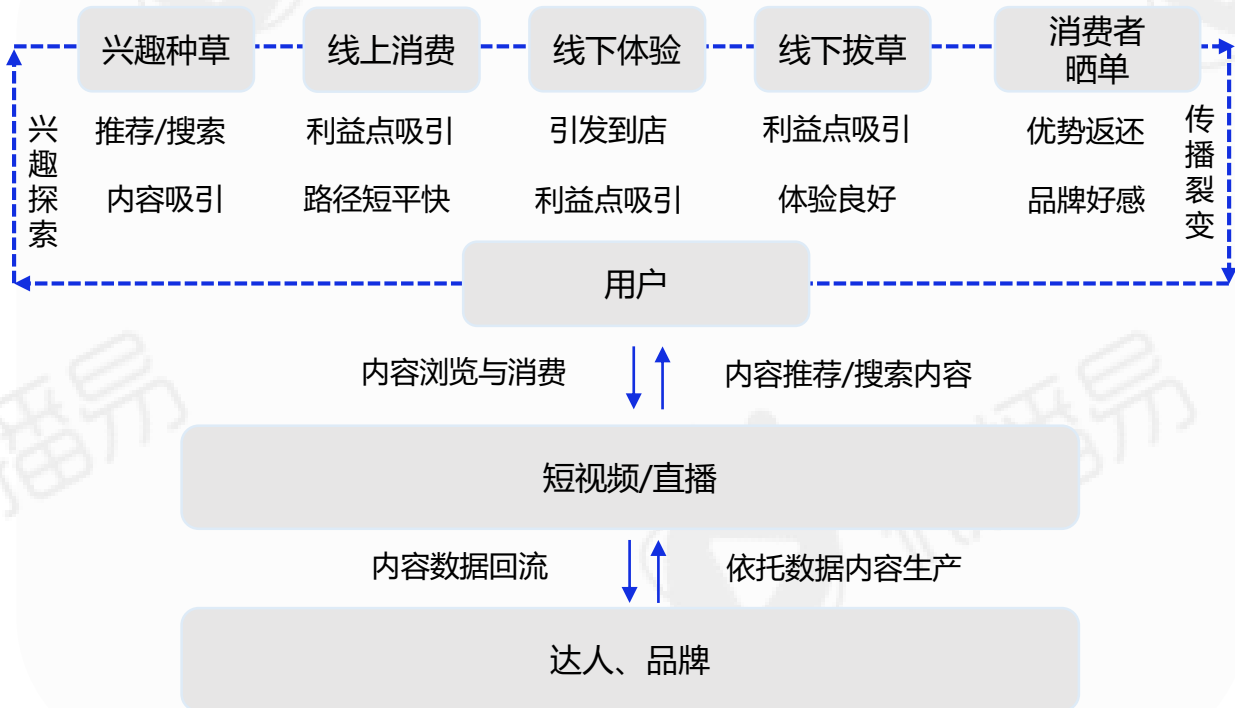 兴趣种草
线上消费
线下体验
线下拔草
消费者
晒单
兴趣探索
推荐/搜索
利益点吸引
引发到店
利益点吸引
优势返还
传播裂变
内容吸引
路径短平快
利益点吸引
体验良好
品牌好感
用户
内容浏览与消费
内容推荐/搜索内容
短视频/直播
内容数据回流
依托数据内容生产
达人、品牌
播易
播易